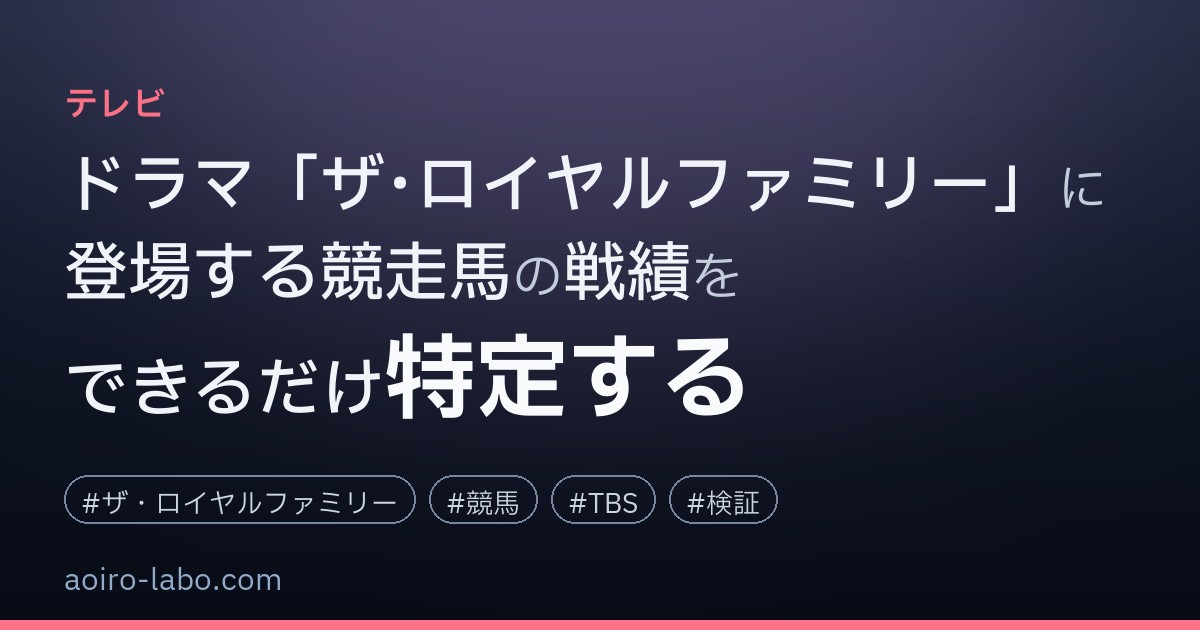 テレビ
ドラマ「ザ・ロイヤルファミリー」に
登場する競走馬の戦績を
できるだけ特定する
#ザ・ロイヤルファミリー #競馬 #TBS #検証
aoiro-labo.com